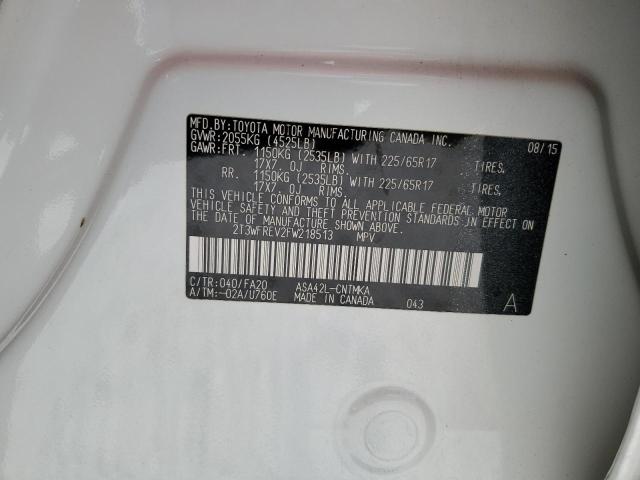 MFD.BY:TOYOTA MOTOR MANUFACTURING CANADA INC. 08/15
GVWR:2055KG (4525LB)
GAWR:FRT. 1150KG (2535LB) WITH 225/65R17 TIRES.
17X7. 0J RIMS.
RR. 1150KG (2535LB) WITH 225/65R17 TIRES.
17X7. 0J RIMS.
THIS VEHICLE CONFORMS TO ALL APPLICABLE FEDERAL MOTOR
VEHICLE SAFETY AND THEFT PREVENTION STANDARDS IN EFFECT ON
THE DATE OF MANUFACTURE SHOWN ABOVE.
2T3WFREV2FW218513 MPV
C/TR:040/FA20 ASA42L-CNTMKA
A/TM:-02A/U760E MADE IN CANADA 043 A